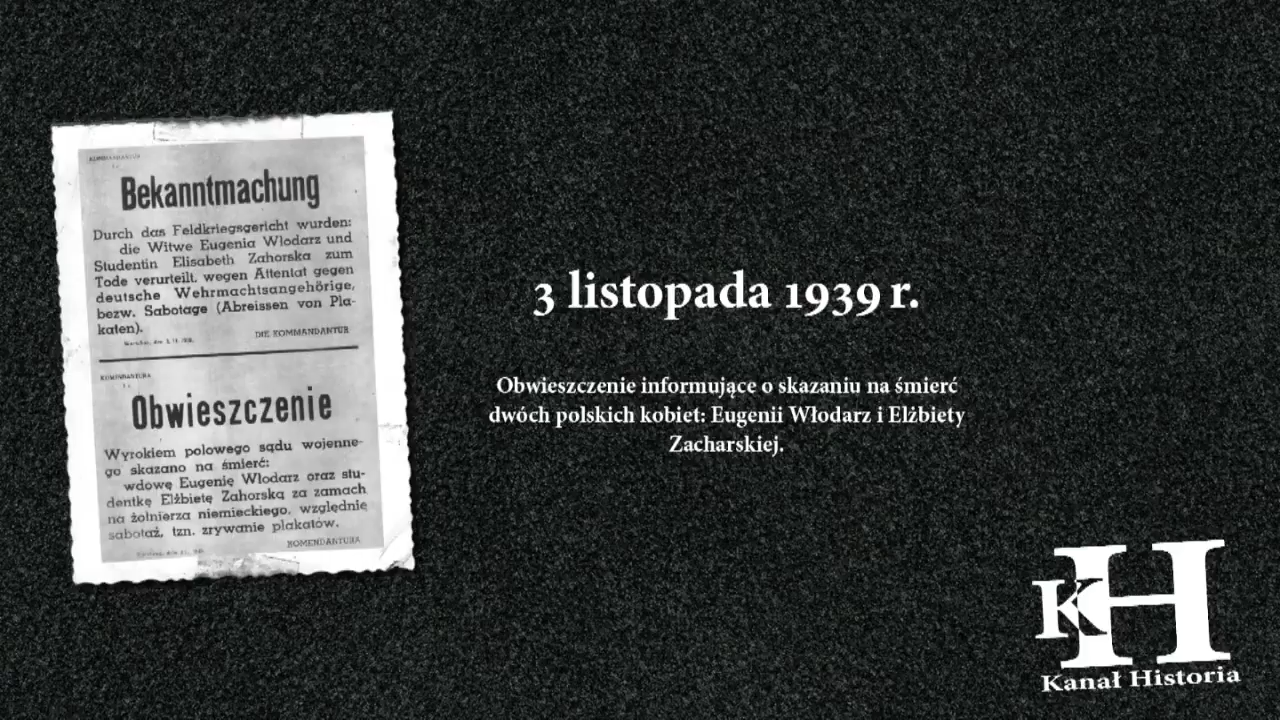 KOMMANDANTUR
Bekanntmachung
Durch das Feldkriegsgericht wurden:
die Witwe Eugenia Włodarz und
Studentin Elisabeth Zahorska zum
Tode verurteilt, wegen Attentat gegen
deutsche Wehrmachtsangehörige,
bezw. Sabotage (Abreissen von Pla-
katen).
DIE KOMMANDANTUR
KOMENDANTURA
Obwieszczenie
Wyrokiem polowego sądu wojenne-
go skazano na śmierć:
wdowę Eugenię Włodarz oraz stu-
dentkę Elżbietę Zahorską za zamach
na żołnierza niemieckiego, względnię
sabotaż, tzn. zrywanie plakatów.
KOMENDANTURA
3 listopada 1939 r.
Obwieszczenie informujące o skazaniu na śmierć
dwóch polskich kobiet: Eugenii Włodarz i Elżbiety
Zacharskiej.
KH
Kanał Historia